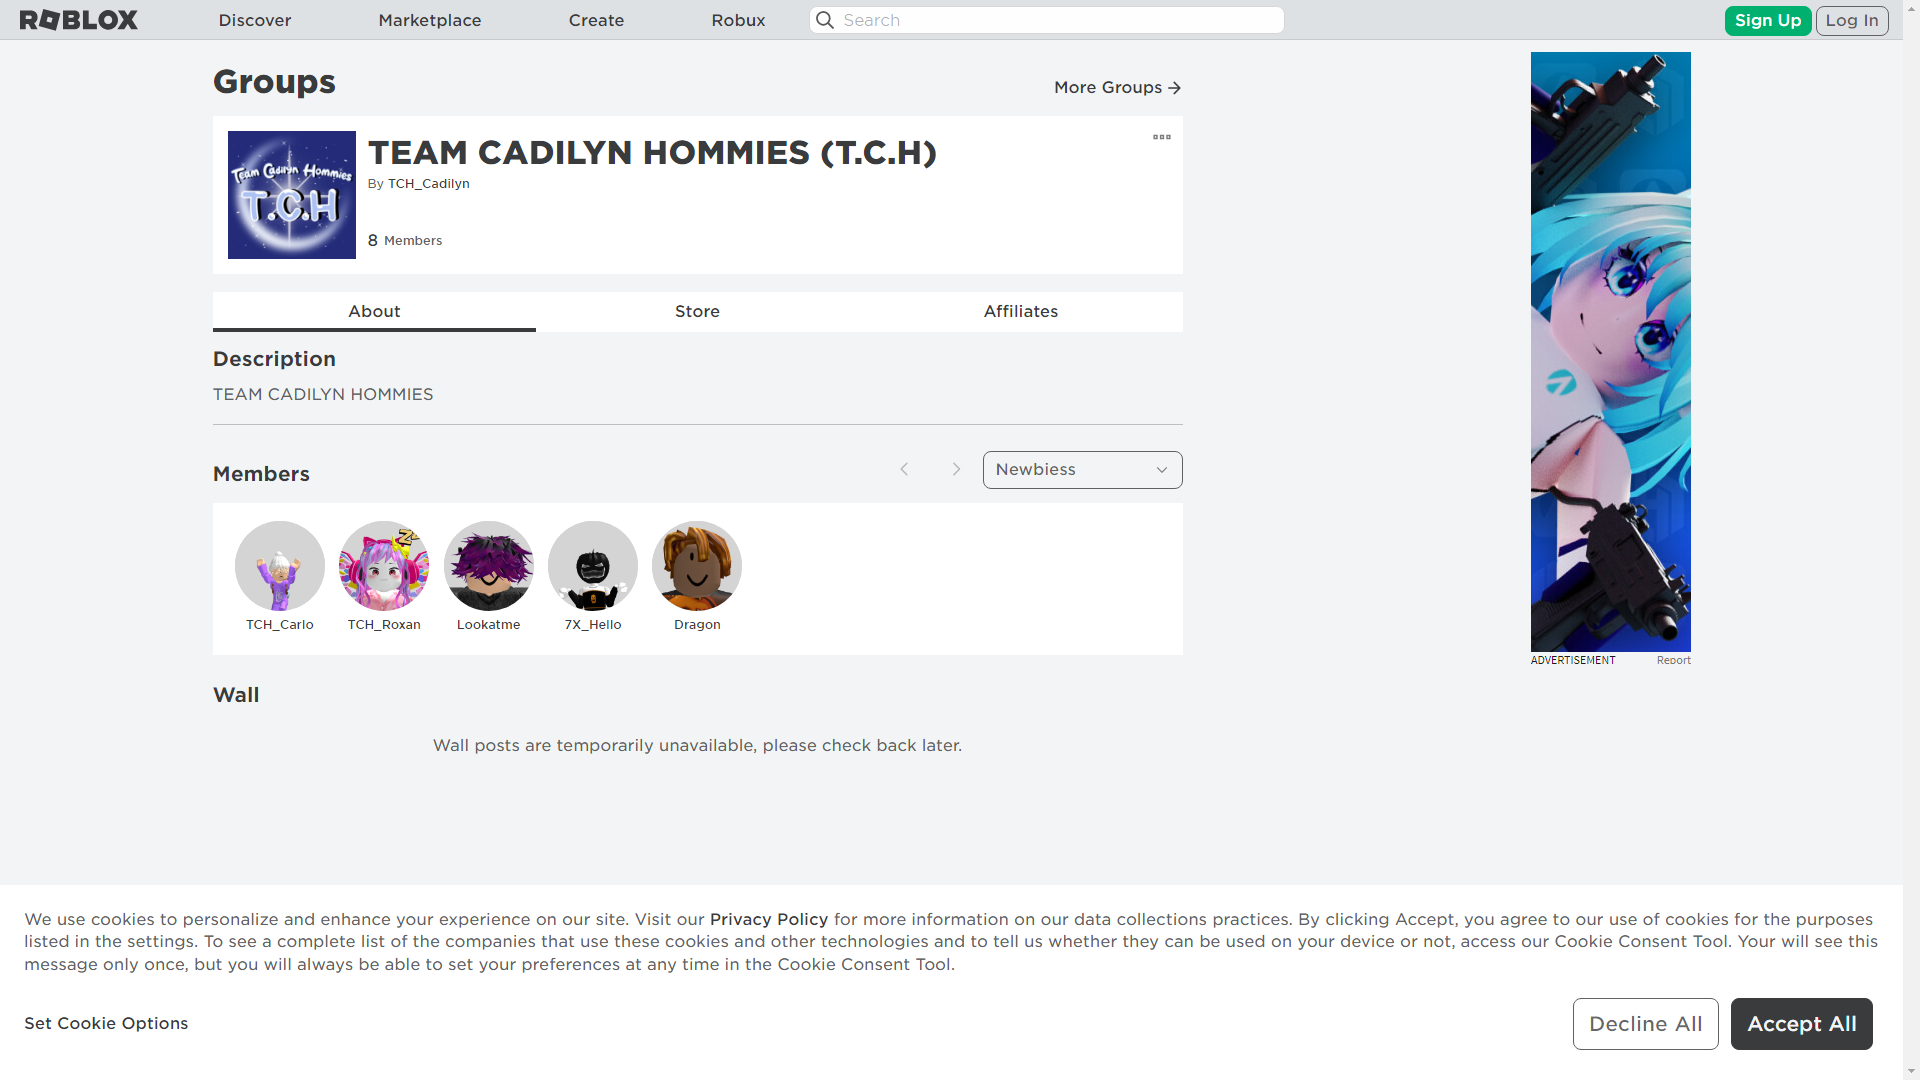 ROBLOX
Discover
Marketplace
Create
Robux
Search
Sign Up
Log In
Groups
More Groups
Team Cadilyn Hommies
T.C.H
TEAM CADILYN HOMMIES (T.C.H)
By TCH_Cadilyn
8 Members
About
Store
Affiliates
Description
TEAM CADILYN HOMMIES
Members
Newbiess
TCH_Carlo
TCH_Roxan
Lookatme
7X_Hello
Dragon
Wall
Wall posts are temporarily unavailable, please check back later.
ADVERTISEMENT
Report
We use cookies to personalize and enhance your experience on our site. Visit our Privacy Policy for more information on our data collections practices. By clicking Accept, you agree to our use of cookies for the purposes
listed in the settings. To see a complete list of the companies that use these cookies and other technologies and to tell us whether they can be used on your device or not, access our Cookie Consent Tool. Your will see this
message only once, but you will always be able to set your preferences at any time in the Cookie Consent Tool.
Set Cookie Options
Decline All
Accept All